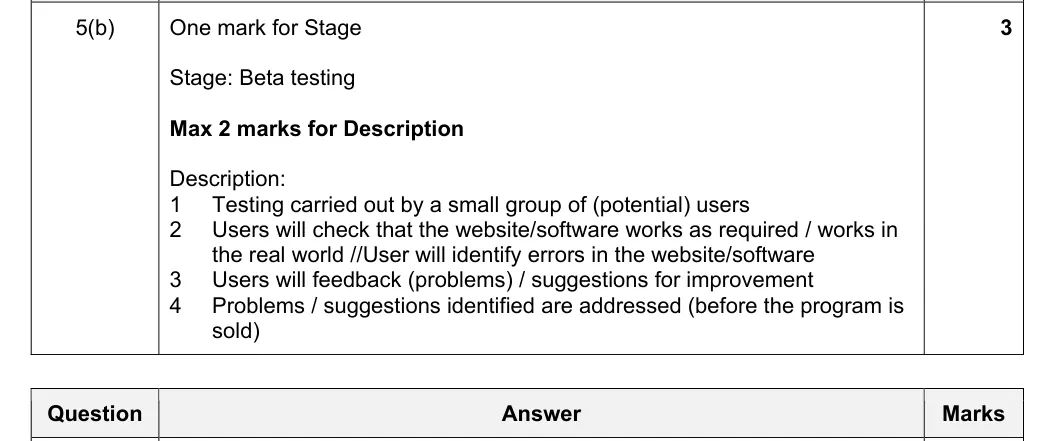 5(b) One mark for Stage 3
Stage: Beta testing
Max 2 marks for Description
Description:
1 Testing carried out by a small group of (potential) users
2 Users will check that the website/software works as required / works in
the real world //User will identify errors in the website/software
3 Users will feedback (problems) / suggestions for improvement
4 Problems / suggestions identified are addressed (before the program is
sold)
Question Answer Marks